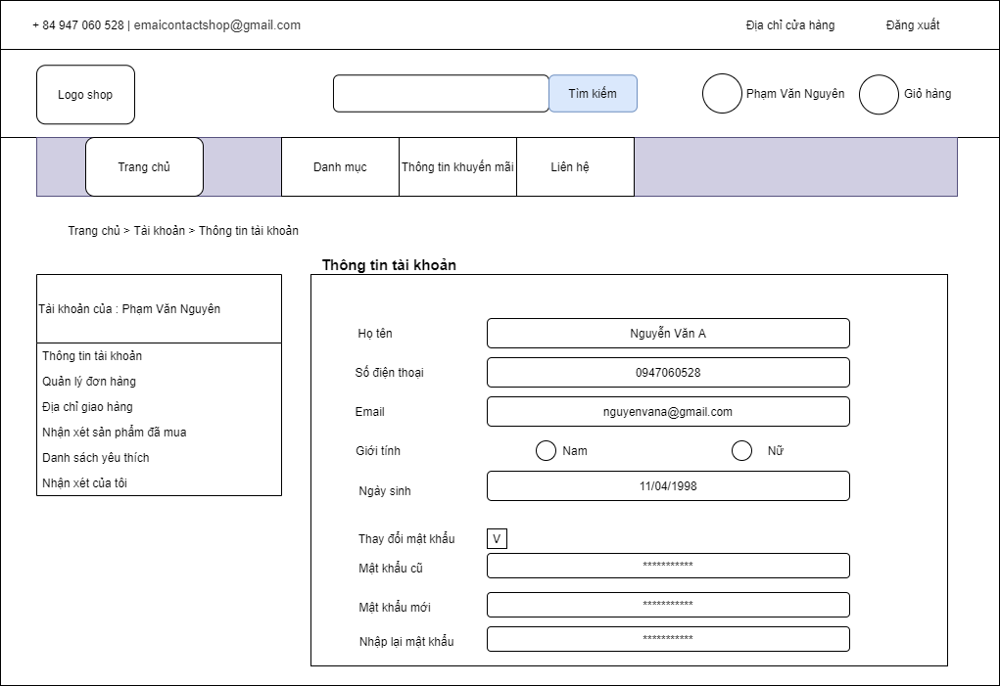 + 84 947 060 528 | emaicontactshop@gmail.com
Địa chỉ cửa hàng
Đăng xuất
Logo shop
Tìm kiếm
Phạm Văn Nguyên
Giỏ hàng
Trang chủ
Danh mục
Thông tin khuyến mãi
Liên hệ
Trang chủ > Tài khoản > Thông tin tài khoản
Tài khoản của : Phạm Văn Nguyên
Thông tin tài khoản
Quản lý đơn hàng
Địa chỉ giao hàng
Nhận xét sản phẩm đã mua
Danh sách yêu thích
Nhận xét của tôi
Thông tin tài khoản
Họ tên
Nguyễn Văn A
Số điện thoại
0947060528
Email
nguyenvana@gmail.com
Giới tính
Nam
Nữ
Ngày sinh
11/04/1998
Thay đổi mật khẩu
V
Mật khẩu cũ
***********
Mật khẩu mới
***********
Nhập lại mật khẩu
***********